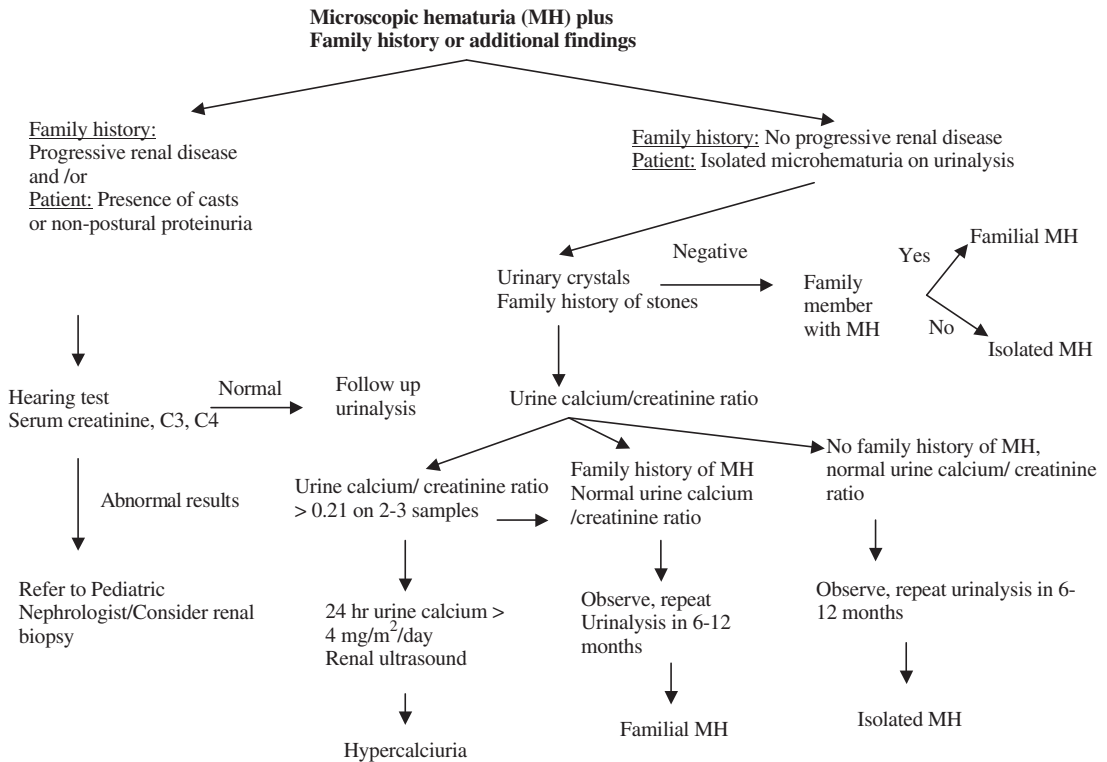 Microscopic hematuria (MH) plus
Family history or additional findings
Family history:
Progressive renal disease
and /or
Patient: Presence of casts
or non-postural proteinuria
Family history: No progressive renal disease
Patient: Isolated microhematuria on urinalysis
Urinary crystals
Family history of stones
Negative
Family
member
with MH
Yes
Familial MH
No
Isolated MH
Hearing test
Serum creatinine, C3, C4
Normal
Follow up
urinalysis
Urine calcium/creatinine ratio
Abnormal results
Urine calcium/ creatinine ratio
> 0.21 on 2-3 samples
Family history of MH
Normal urine calcium
/creatinine ratio
No family history of MH,
normal urine calcium/ creatinine
ratio
Refer to Pediatric
Nephrologist/Consider renal
biopsy
24 hr urine calcium >
4 mg/m²/day
Renal ultrasound
Observe, repeat
Urinalysis in 6-12
months
Observe, repeat urinalysis in 6-
12 months
Hypercalciuria
Familial MH
Isolated MH